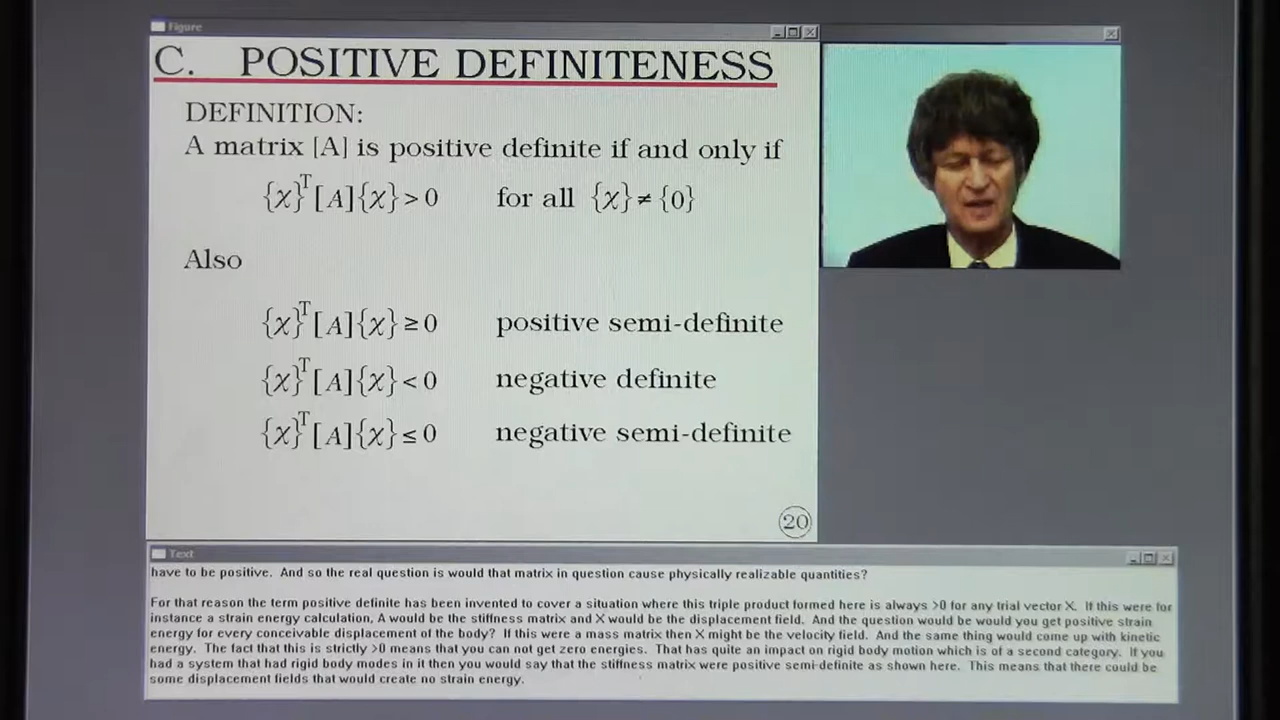 Figure
C. POSITIVE DEFINITENESS
DEFINITION:
A matrix [A] is positive definite if and only if
{χ}ᵀ[A]{χ} > 0 for all {χ} ≠ {0}
Also
{χ}ᵀ[A]{χ} ≥ 0 positive semi-definite
{χ}ᵀ[A]{χ} < 0 negative definite
{χ}ᵀ[A]{χ} ≤ 0 negative semi-definite
20
Text
have to be positive. And so the real question is would that matrix in question cause physically realizable quantities?
For that reason the term positive definite has been invented to cover a situation where this triple product formed here is always >0 for any trial vector X. If this were for
instance a strain energy calculation, A would be the stiffness matrix and X would be the displacement field. And the question would be would you get positive strain
energy for every conceivable displacement of the body? If this were a mass matrix then X might be the velocity field. And the same thing would come up with kinetic
energy. The fact that this is strictly >0 means that you can not get zero energies. That has quite an impact on rigid body motion which is of a second category. If you
had a system that had rigid body modes in it then you would say that the stiffness matrix were positive semi-definite as shown here. This means that there could be
some displacement fields that would create no strain energy.